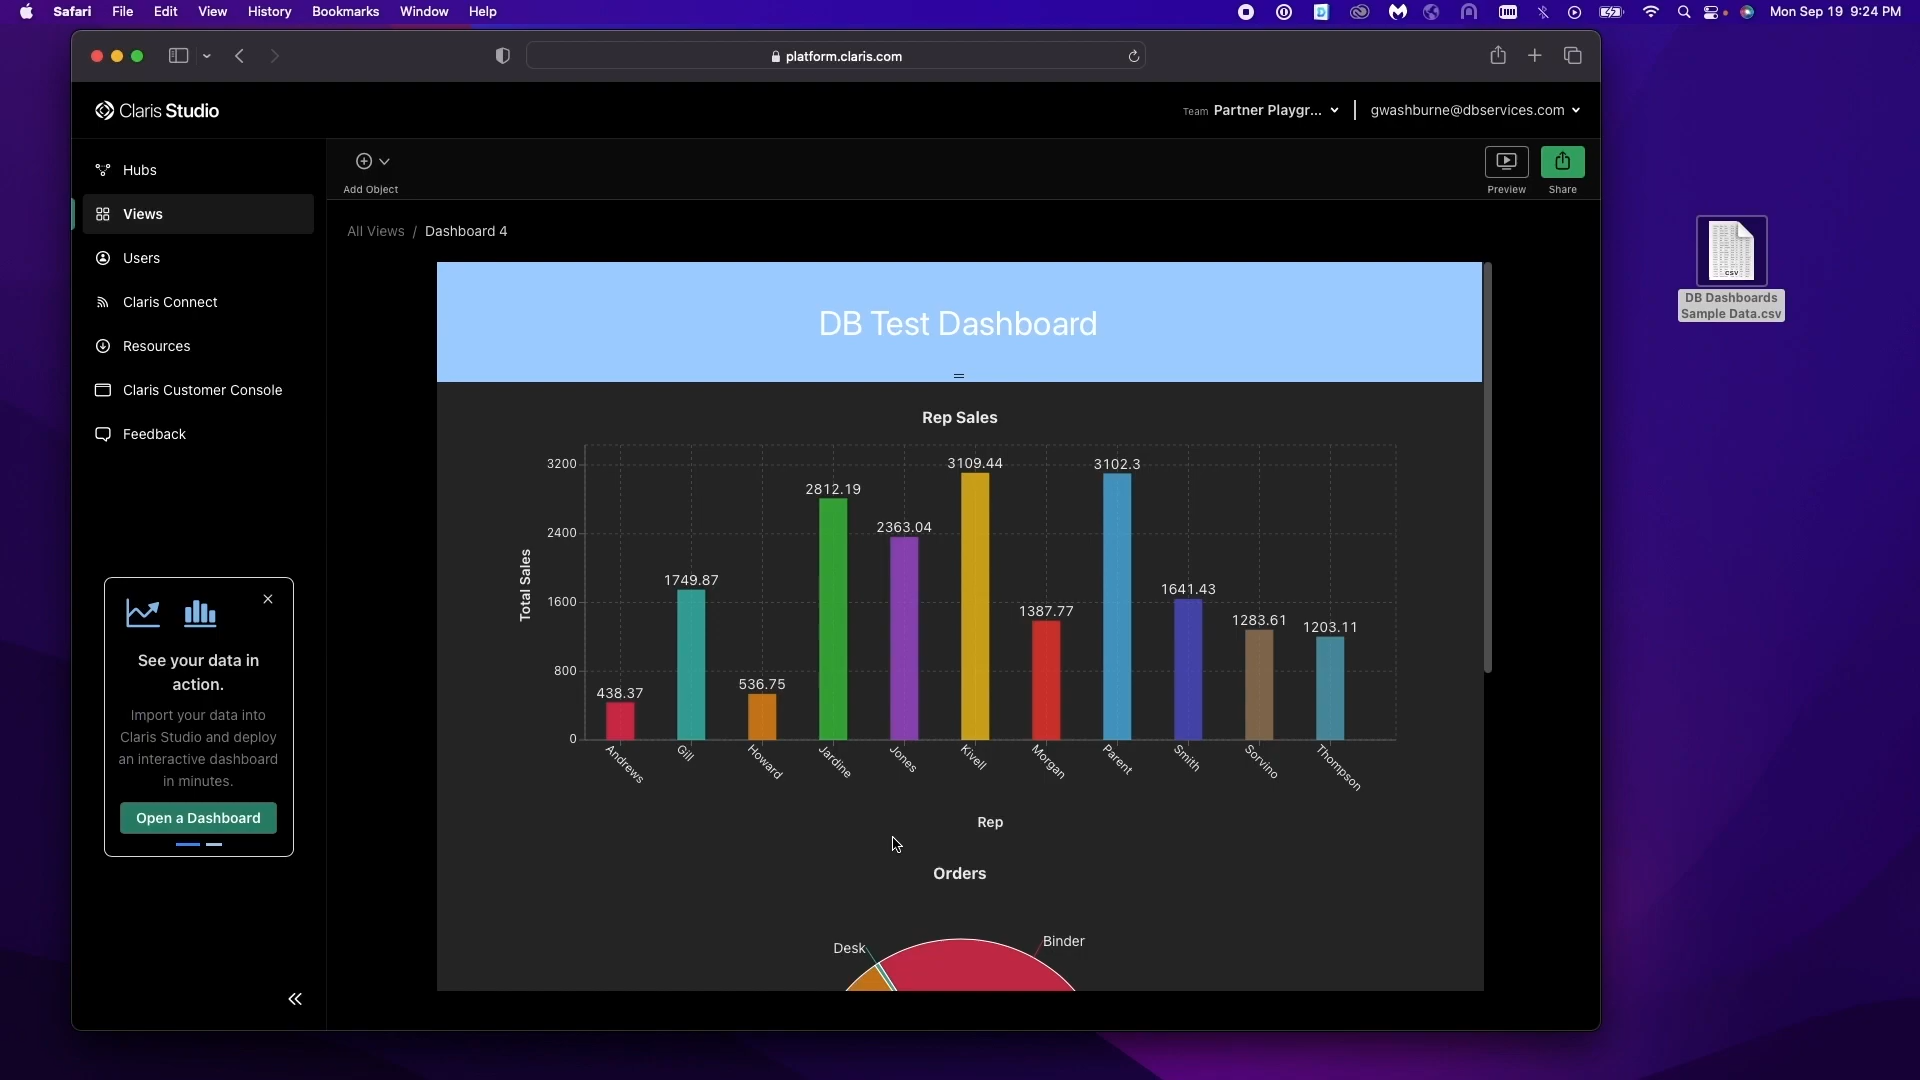 Safari File Edit View History Bookmarks Window Help Mon Sep 19 9:24 PM
platform.claris.com
Claris Studio
Team Partner Playgr... gwashburne@dbservices.com
Hubs
Views
Users
Claris Connect
Resources
Claris Customer Console
Feedback
See your data in
action.
Import your data into
Claris Studio and deploy
an interactive dashboard
in minutes.
Open a Dashboard
Add Object
Preview
Share
All Views / Dashboard 4
DB Test Dashboard
Rep Sales
Total Sales
3200
2400
1600
800
0
438.37
1749.87
536.75
2812.19
2363.04
3109.44
1387.77
3102.3
1641.43
1283.61
1203.11
Andrews
Gill
Howard
Jardine
Jones
Kivell
Morgan
Parent
Smith
Sorvino
Thompson
Rep
Orders
Desk
Binder
CSV
DB Dashboards
Sample Data.csv